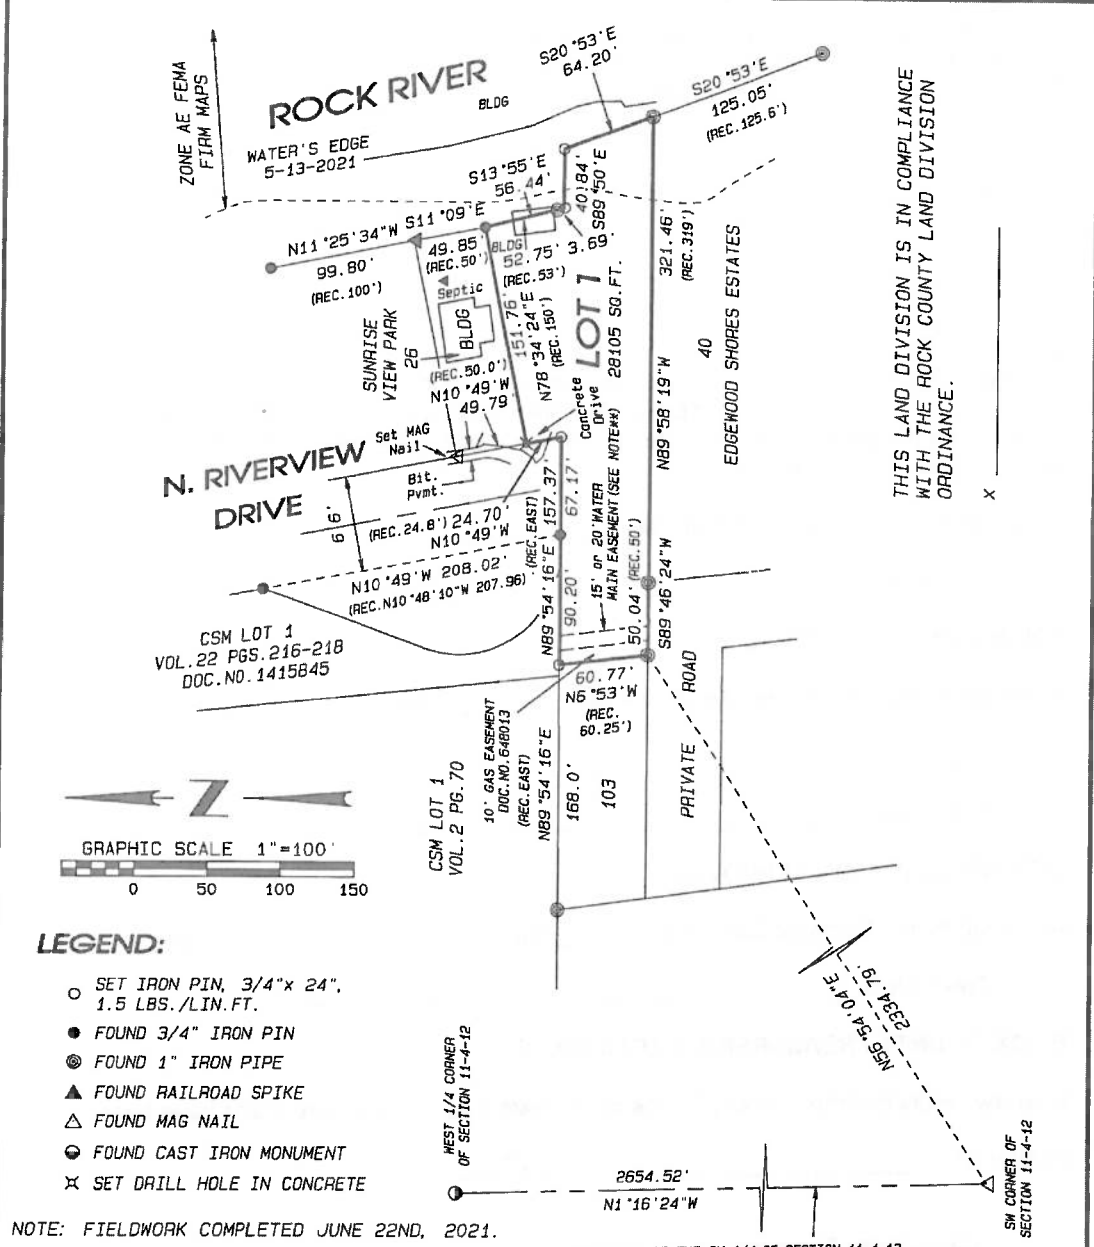 ZONE AE FEMA
FIRM MAPS
ROCK RIVER
BLDG
WATER'S EDGE
5-13-2021
S20°53'E
64.20'
S20°53'E
125.05'
(REC.125.6')
S13°55'E
56.44'
40.84'
S89°50'E
N11°25'34"W
99.80'
(REC.100')
S11°09'E
49.85'
(REC.50')
BLDG
52.75'
(REC.53')
3.69'
Septic
BLDG
SUNRISE
VIEW PARK
26
151.76'
N78°34'24"E
(REC.150')
LOT 1
28105 SQ.FT.
321.46'
(REC.319')
N89°58'19"W
40
EDGEWOOD SHORES ESTATES
THIS LAND DIVISION IS IN COMPLIANCE
WITH THE ROCK COUNTY LAND DIVISION
ORDINANCE.
X
(REC.50.0')
N10°49'W
49.79'
Concrete
Drive
Set MAG
Nail
N. RIVERVIEW
DRIVE
Bit.
Pvmt.
66'
(REC.24.8') 24.70'
N10°49'W
N10°49'W 208.02'
(REC.N10°48'10"W 207.96)
(REC.EAST)
N89°54'16"E 157.37'
67.17'
90.20'
15' or 20' WATER
MAIN EASEMENT (SEE NOTE**)
50.04' (REC.50')
S89°46'24"W
CSM LOT 1
VOL.22 PGS.216-218
DOC.NO.1415845
60.77'
N6°53'W
(REC.
60.25')
10' GAS EASEMENT
DOC.NO.648013
(REC.EAST)
N89°54'16"E
168.0'
103
PRIVATE ROAD
CSM LOT 1
VOL.2 PG.70
Z
GRAPHIC SCALE 1"=100'
0 50 100 150
LEGEND:
SET IRON PIN, 3/4"x 24",
1.5 LBS./LIN.FT.
FOUND 3/4" IRON PIN
FOUND 1" IRON PIPE
FOUND RAILROAD SPIKE
FOUND MAG NAIL
FOUND CAST IRON MONUMENT
SET DRILL HOLE IN CONCRETE
N56°54'04"E
2334.79'
WEST 1/4 CORNER
OF SECTION 11-4-12
2654.52'
N1°16'24"W
SW CORNER OF
SECTION 11-4-12
NOTE: FIELDWORK COMPLETED JUNE 22ND, 2021.